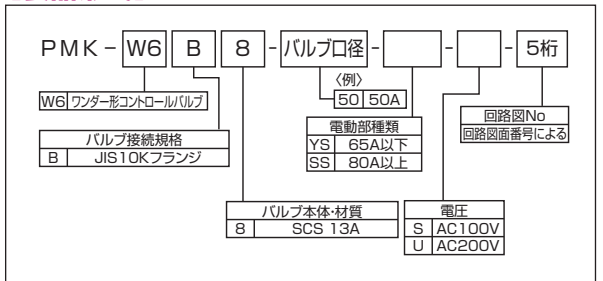 PMK－W6 B 8 - バルブ口径 - - - 5桁
〈例〉
50 50A
W6 ワンダー形コントロールバルブ
バルブ接続規格
B JIS10Kフランジ
電動部種類
YS 65A以下
SS 80A以上
回路図No
回路図面番号による
バルブ本体・材質
8 SCS 13A
電圧
S AC100V
U AC200V